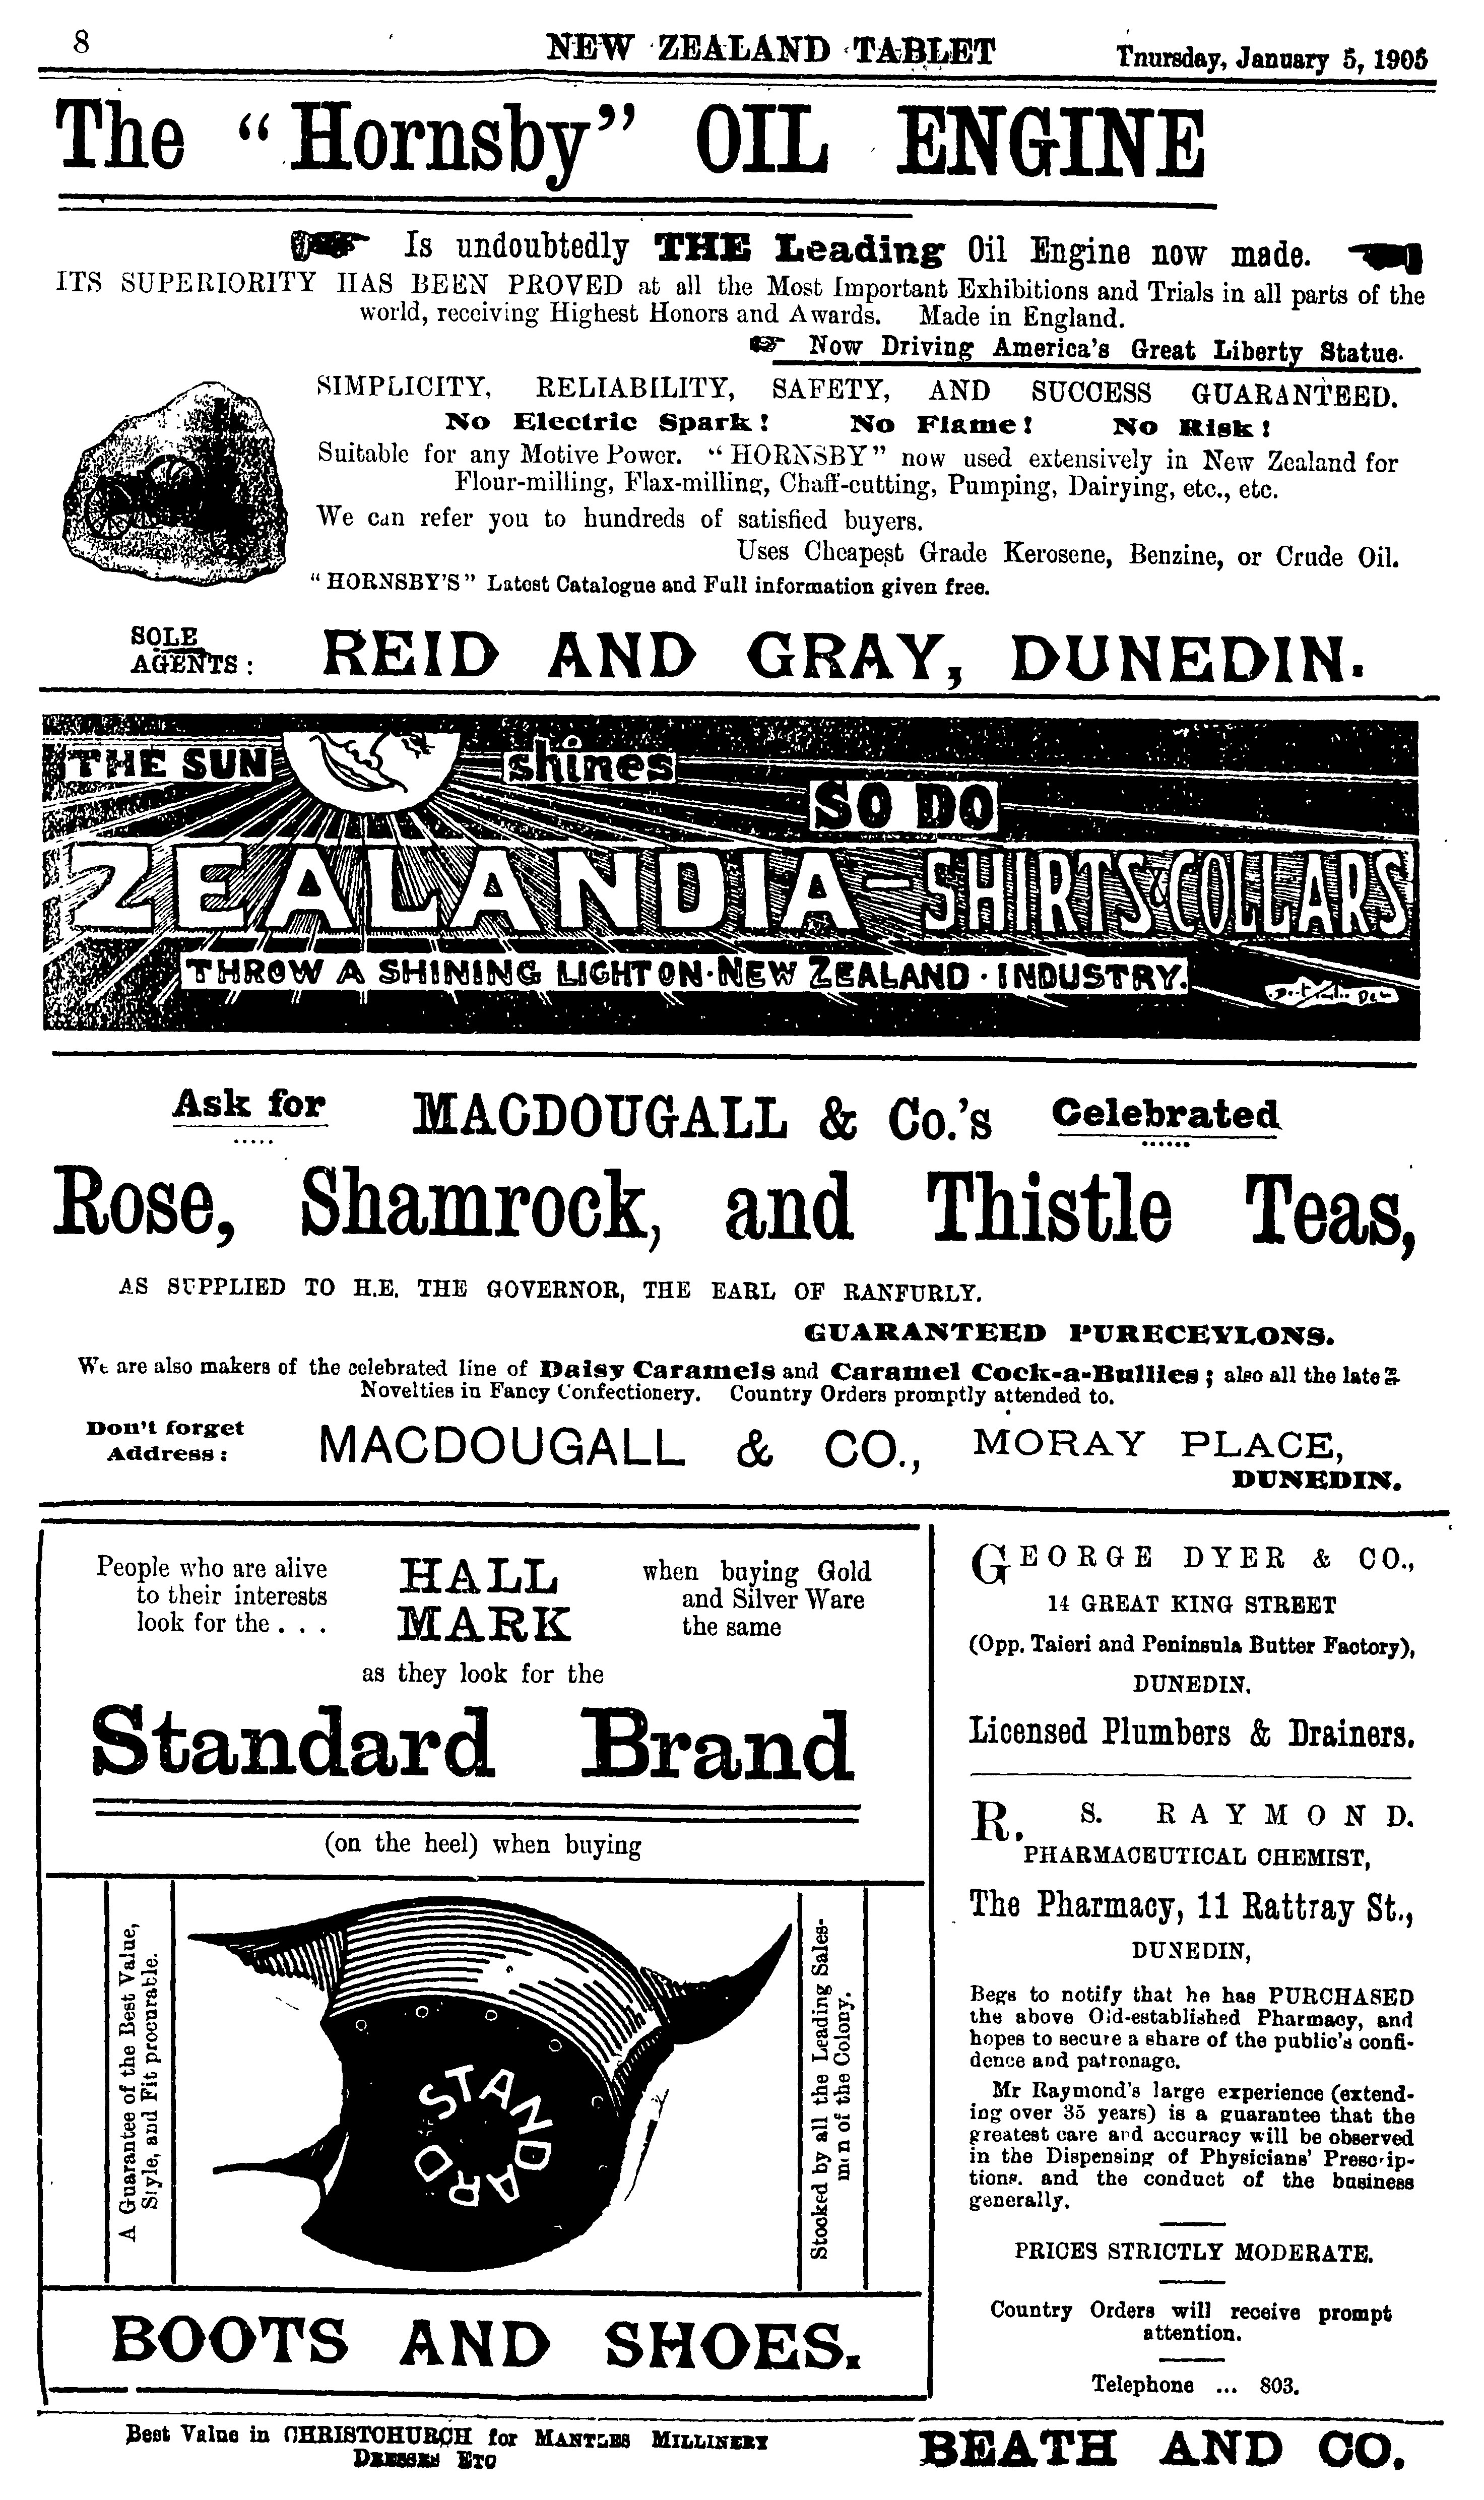 8
NEW ZEALAND TABLET
Thursday, January 5, 1905
The "Hornsby" OIL ENGINE
Is undoubtedly THE Leading Oil Engine now made.
ITS SUPERIORITY HAS BEEN PROVED at all the Most Important Exhibitions and Trials in all parts of the
world, receiving Highest Honors and Awards. Made in England.
Now Driving America's Great Liberty Statue.
SIMPLICITY, RELIABILITY, SAFETY, AND SUCCESS GUARANTEED.
No Electric Spark! No Flame! No Risk!
Suitable for any Motive Power. "HORNSBY" now used extensively in New Zealand for
Flour-milling, Flax-milling, Chaff-cutting, Pumping, Dairying, etc., etc.
We can refer you to hundreds of satisfied buyers.
Uses Cheapest Grade Kerosene, Benzine, or Crude Oil.
"HORNSBY'S" Latest Catalogue and Full information given free.
SOLE
AGENTS:
REID AND GRAY, DUNEDIN.
THE SUN shines
SO DO
ZEALANDIA-SHIRTS & COLLARS
THROW A SHINING LIGHT ON · NEW ZEALAND · INDUSTRY.
Ask for MACDOUGALL & Co.'s Celebrated
Rose, Shamrock, and Thistle Teas,
AS SUPPLIED TO H.E. THE GOVERNOR, THE EARL OF RANFURLY.
GUARANTEED PURECEYLONS.
We are also makers of the celebrated line of Daisy Caramels and Caramel Cock-a-Bullies; also all the latest
Novelties in Fancy Confectionery. Country Orders promptly attended to.
Don't forget
Address:
MACDOUGALL & CO., MORAY PLACE,
DUNEDIN.
People who are alive
to their interests
look for the . . .
HALL
MARK
when buying Gold
and Silver Ware
the same
as they look for the
Standard Brand
(on the heel) when buying
A Guarantee of the Best Value,
Style, and Fit procurable.
STANDARD
Stocked by all the Leading Sales-
men of the Colony.
BOOTS AND SHOES.
GEORGE DYER & CO.,
14 GREAT KING STREET
(Opp. Taieri and Peninsula Butter Factory),
DUNEDIN.
Licensed Plumbers & Drainers.
R. S. RAYMOND.
PHARMACEUTICAL CHEMIST,
The Pharmacy, 11 Rattray St.,
DUNEDIN,
Begs to notify that he has PURCHASED
the above Old-established Pharmacy, and
hopes to secure a share of the public's confi-
dence and patronage.
Mr Raymond's large experience (extend-
ing over 35 years) is a guarantee that the
greatest care and accuracy will be observed
in the Dispensing of Physicians' Prescrip-
tions. and the conduct of the business
generally.
PRICES STRICTLY MODERATE.
Country Orders will receive prompt
attention.
Telephone ... 803.
Best Value in CHRISTCHURCH for MANTLES MILLINERY
DRESSES ETC
BEATH AND CO.